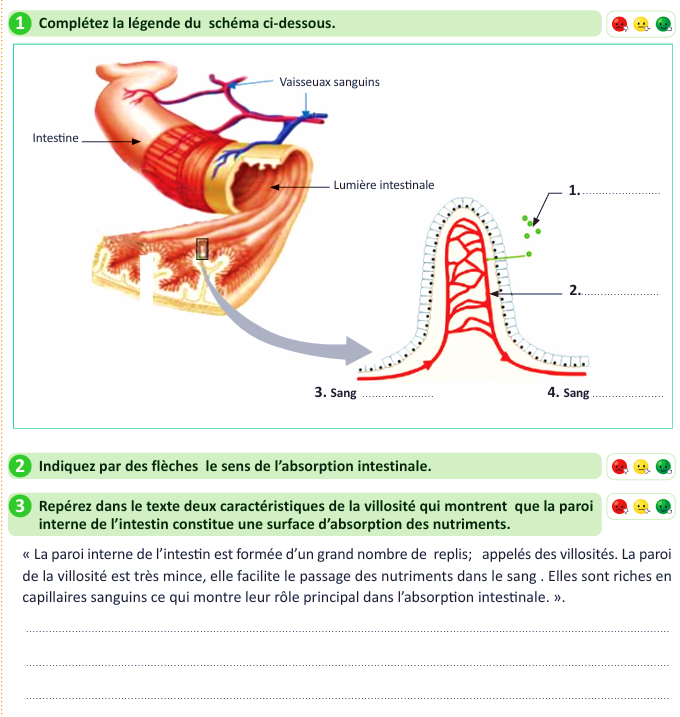 1 Complétez la légende du schéma ci-dessous.
Vaisseuax sanguins
Intestine
Lumière intestinale
1. ........................
2. ........................
3. Sang ........................
4. Sang ........................
2 Indiquez par des flèches le sens de l'absorption intestinale.
3 Repérez dans le texte deux caractéristiques de la villosité qui montrent que la paroi
interne de l'intestin constitue une surface d'absorption des nutriments.
« La paroi interne de l'intestin est formée d'un grand nombre de replis; appelés des villosités. La paroi
de la villosité est très mince, elle facilite le passage des nutriments dans le sang . Elles sont riches en
capillaires sanguins ce qui montre leur rôle principal dans l'absorption intestinale. ».